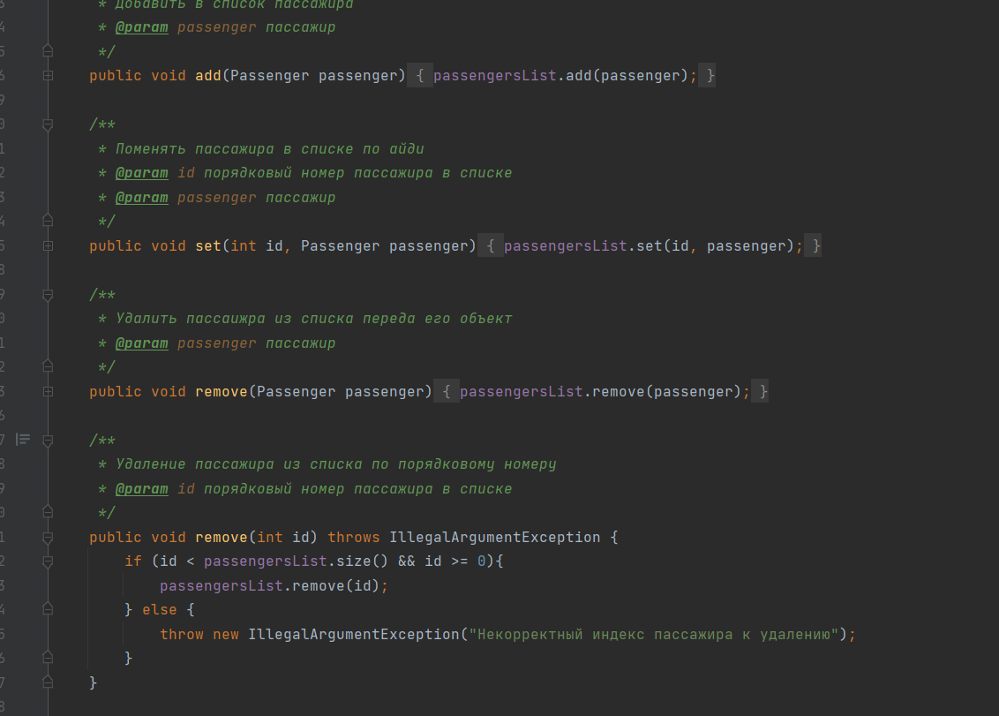 * Добавить в список пассажира
* @param passenger пассажир
*/
public void add(Passenger passenger) { passengersList.add(passenger); }
/**
* Поменять пассажира в списке по айди
* @param id порядковый номер пассажира в списке
* @param passenger пассажир
*/
public void set(int id, Passenger passenger) { passengersList.set(id, passenger); }
/**
* Удалить пассаижра из списка переда его объект
* @param passenger пассажир
*/
public void remove(Passenger passenger) { passengersList.remove(passenger); }
/**
* Удаление пассажира из списка по порядковому номеру
* @param id порядковый номер пассажира в списке
*/
public void remove(int id) throws IllegalArgumentException {
if (id < passengersList.size() && id >= 0){
passengersList.remove(id);
} else {
throw new IllegalArgumentException("Некорректный индекс пассажира к удалению");
}
}